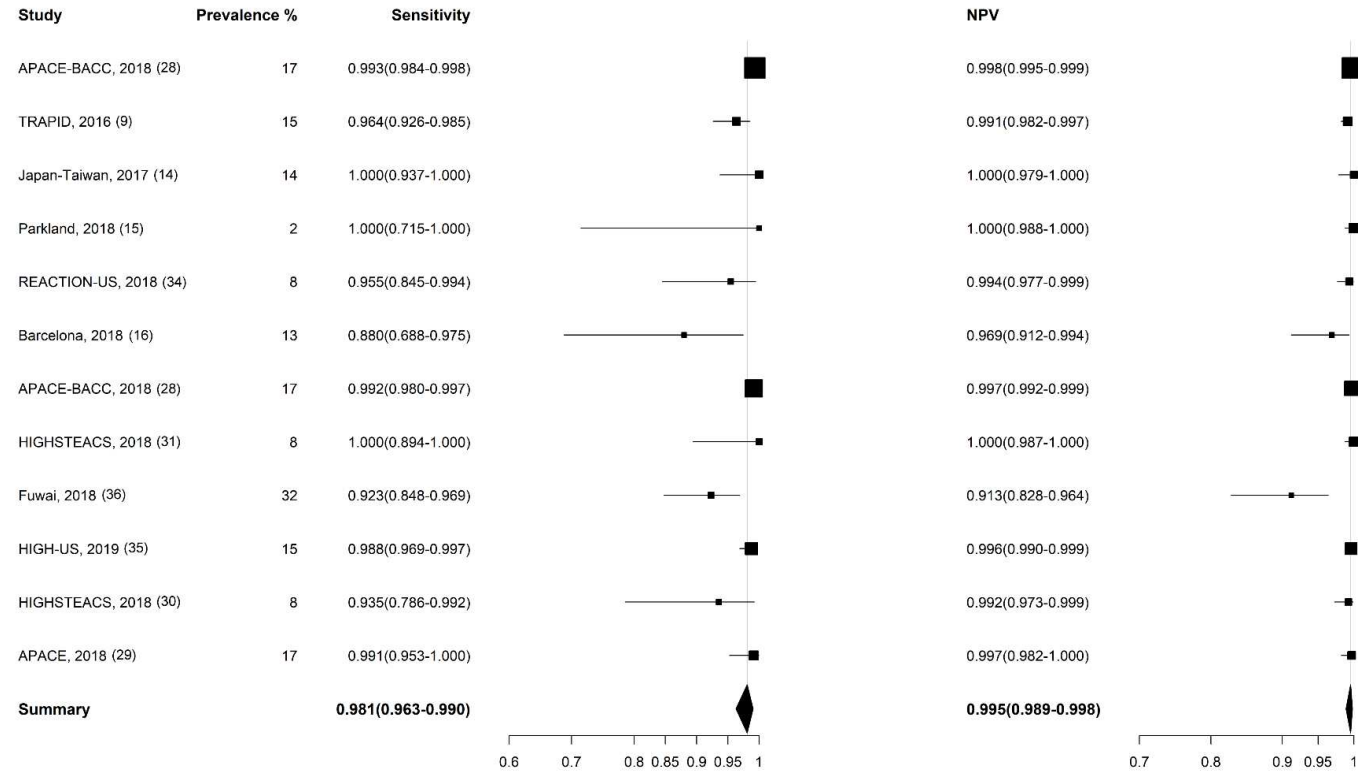 Study Prevalence % Sensitivity NPV
APACE-BACC, 2018 (28) 17 0.993(0.984-0.998) 0.998(0.995-0.999)
TRAPID, 2016 (9) 15 0.964(0.926-0.985) 0.991(0.982-0.997)
Japan-Taiwan, 2017 (14) 14 1.000(0.937-1.000) 1.000(0.979-1.000)
Parkland, 2018 (15) 2 1.000(0.715-1.000) 1.000(0.988-1.000)
REACTION-US, 2018 (34) 8 0.955(0.845-0.994) 0.994(0.977-0.999)
Barcelona, 2018 (16) 13 0.880(0.688-0.975) 0.969(0.912-0.994)
APACE-BACC, 2018 (28) 17 0.992(0.980-0.997) 0.997(0.992-0.999)
HIGHSTEACS, 2018 (31) 8 1.000(0.894-1.000) 1.000(0.987-1.000)
Fuwai, 2018 (36) 32 0.923(0.848-0.969) 0.913(0.828-0.964)
HIGH-US, 2019 (35) 15 0.988(0.969-0.997) 0.996(0.990-0.999)
HIGHSTEACS, 2018 (30) 8 0.935(0.786-0.992) 0.992(0.973-0.999)
APACE, 2018 (29) 17 0.991(0.953-1.000) 0.997(0.982-1.000)
Summary 0.981(0.963-0.990) 0.995(0.989-0.998)
0.6 0.7 0.8 0.85 0.9 0.95 1 0.7 0.8 0.9 0.95 1